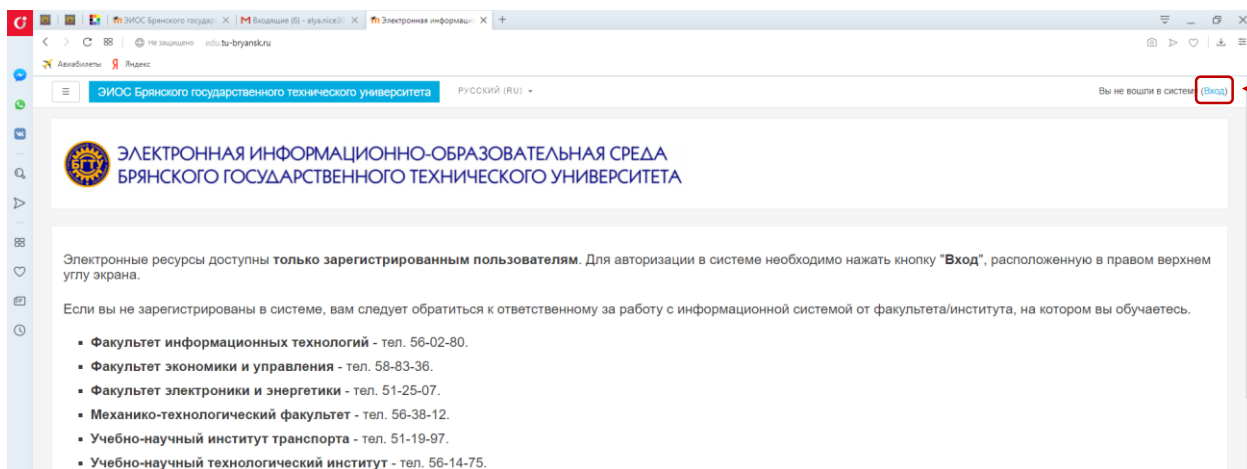 ЭИОС Брянского государ
Входящие (6) - alya.nice30
Электронная информаци
Не защищено edu.tu-bryansk.ru
Авиабилеты Яндекс
ЭИОС Брянского государственного технического университета РУССКИЙ (RU) Вы не вошли в систему (Вход)
БГТУ
ЭЛЕКТРОННАЯ ИНФОРМАЦИОННО-ОБРАЗОВАТЕЛЬНАЯ СРЕДА
БРЯНСКОГО ГОСУДАРСТВЕННОГО ТЕХНИЧЕСКОГО УНИВЕРСИТЕТА
Электронные ресурсы доступны только зарегистрированным пользователям. Для авторизации в системе необходимо нажать кнопку "Вход", расположенную в правом верхнем
углу экрана.
Если вы не зарегистрированы в системе, вам следует обратиться к ответственному за работу с информационной системой от факультета/института, на котором вы обучаетесь.
Факультет информационных технологий - тел. 56-02-80.
Факультет экономики и управления - тел. 58-83-36.
Факультет электроники и энергетики - тел. 51-25-07.
Механико-технологический факультет - тел. 56-38-12.
Учебно-научный институт транспорта - тел. 51-19-97.
Учебно-научный технологический институт - тел. 56-14-75.